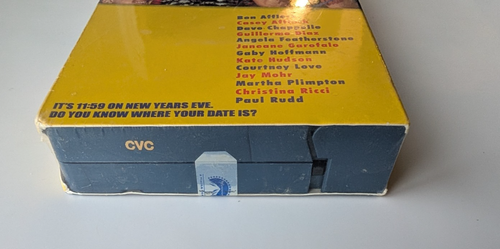 Ben Affleck
Casey Affleck
Dave Chappelle
Guillermo Diaz
Angela Featherstone
Janeane Garofalo
Gaby Hoffmann
Kate Hudson
Courtney Love
Jay Mohr
Martha Plimpton
Christina Ricci
Paul Rudd
IT'S 11:59 ON NEW YEARS EVE.
DO YOU KNOW WHERE YOUR DATE IS?
CVC